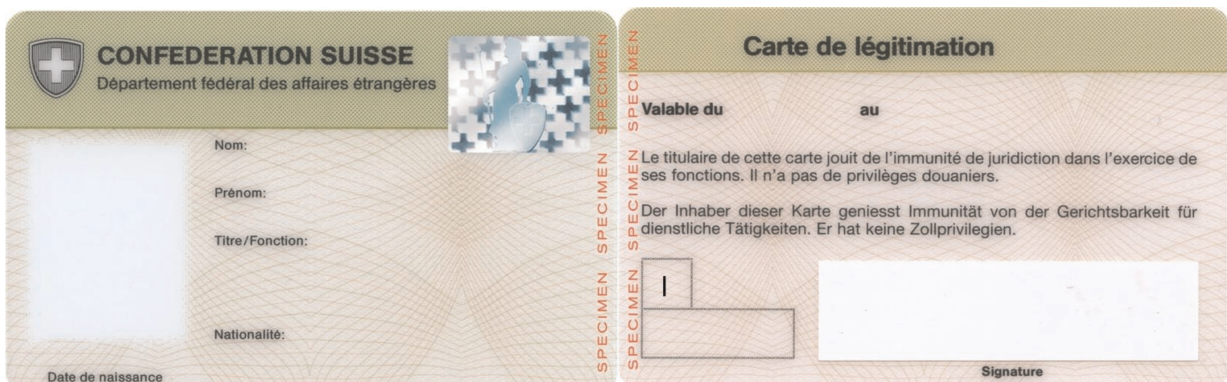 CONFEDERATION SUISSE
Département fédéral des affaires étrangères
Nom:
Prénom:
Titre/Fonction:
Nationalité:
Date de naissance
SPECIMEN SPECIMEN SPECIMEN
SPECIMEN SPECIMEN SPECIMEN
Carte de légitimation
Valable du au
Le titulaire de cette carte jouit de l'immunité de juridiction dans l'exercice de
ses fonctions. Il n'a pas de privilèges douaniers.
Der Inhaber dieser Karte geniesst Immunität von der Gerichtsbarkeit für
dienstliche Tätigkeiten. Er hat keine Zollprivilegien.
I
Signature